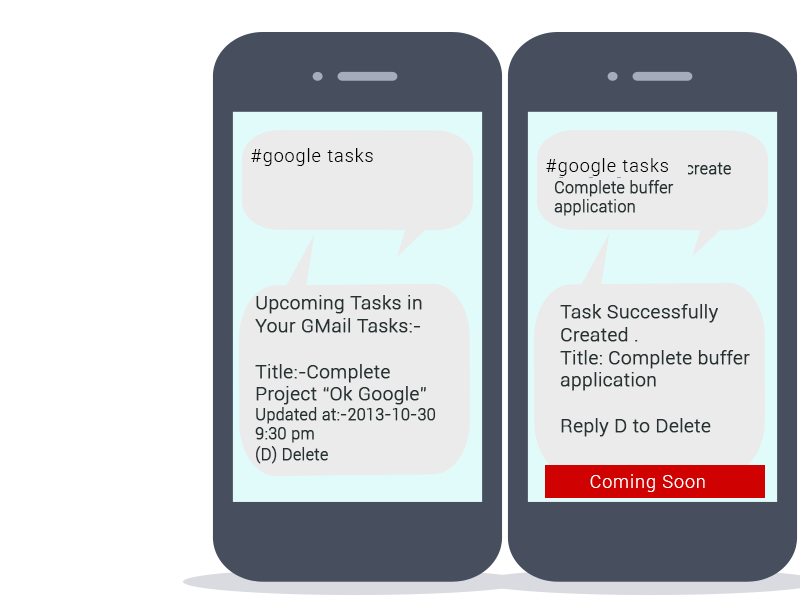 #google tasks
Upcoming Tasks in
Your GMail Tasks:-
Title:-Complete
Project “Ok Google”
Updated at:-2013-10-30
9:30 pm
(D) Delete
#google tasks create
Complete buffer
application
Task Successfully
Created .
Title: Complete buffer
application
Reply D to Delete
Coming Soon